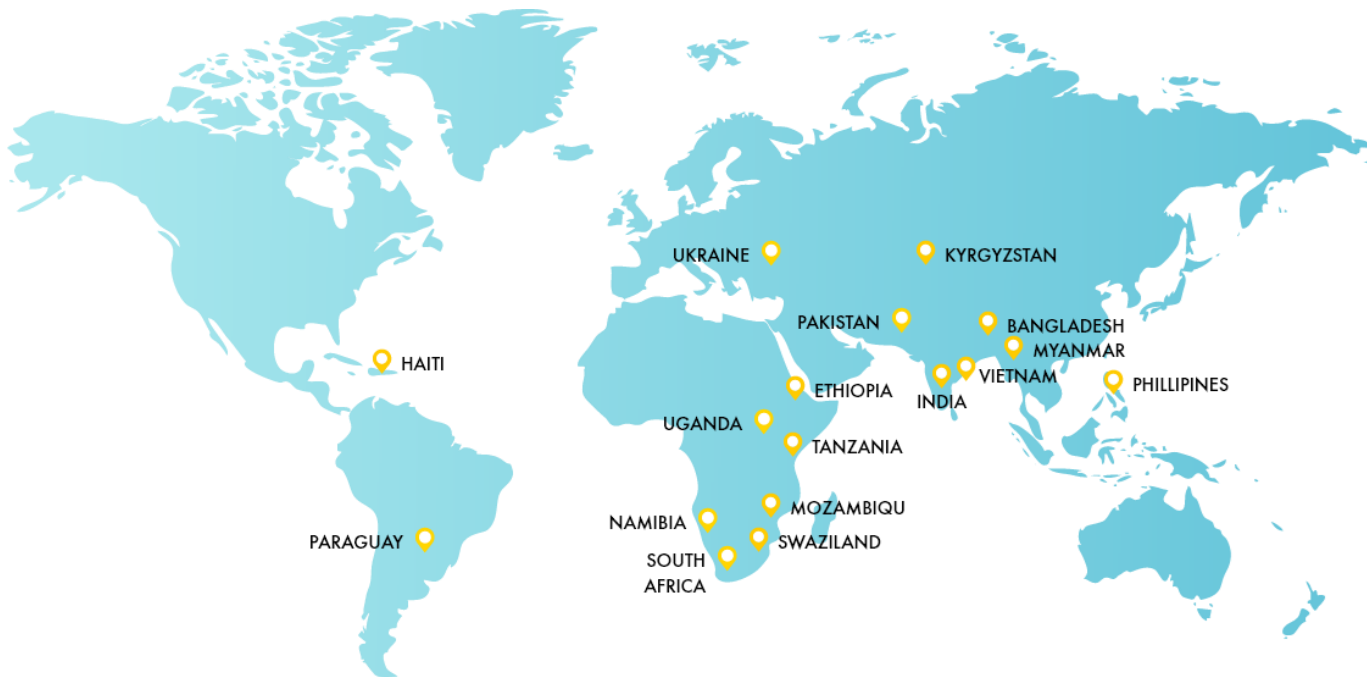 UKRAINE
KYRGYZSTAN
PAKISTAN
BANGLADESH
MYANMAR
HAITI
VIETNAM
PHILLIPINES
ETHIOPIA
INDIA
UGANDA
TANZANIA
MOZAMBIQU
NAMIBIA
PARAGUAY
SWAZILAND
SOUTH
AFRICA